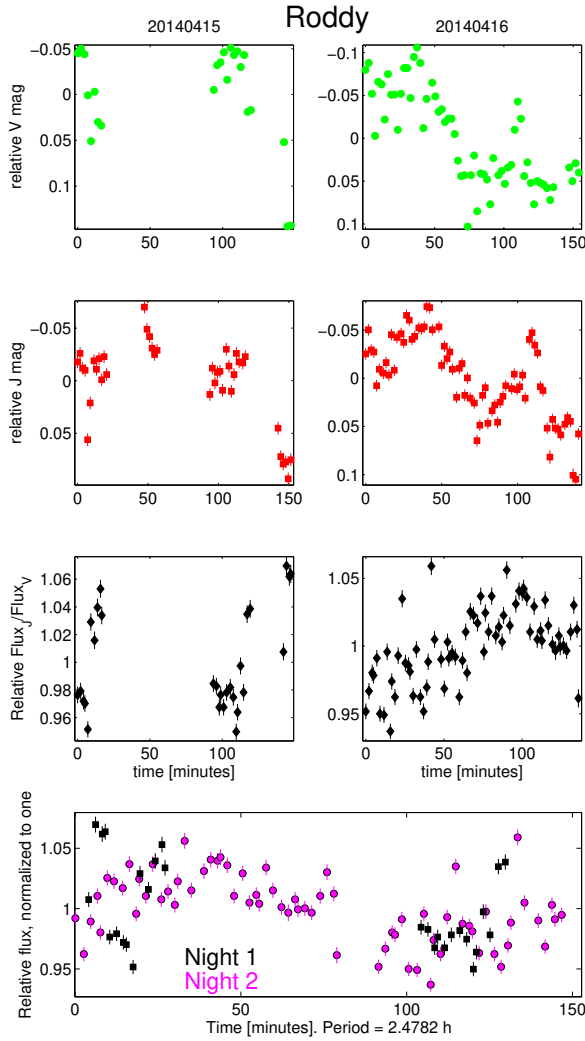 Roddy
20140415
20140416
relative V mag
-0.05
0
0.05
0.1
0 50 100
-0.1
-0.05
0
0.05
0.1
0 50 100 150
relative J mag
-0.05
0
0.05
0 50 100 150
-0.05
0
0.05
0.1
0 50 100
Relative Flux_J/Flux_V
1.06
1.04
1.02
1
0.98
0.96
0 50 100
time [minutes]
1.05
1
0.95
0 50 100
time [minutes]
Relative flux, normalized to one
1.05
1
0.95
Night 1
Night 2
0 50 100 150
Time [minutes]. Period = 2.4782 h